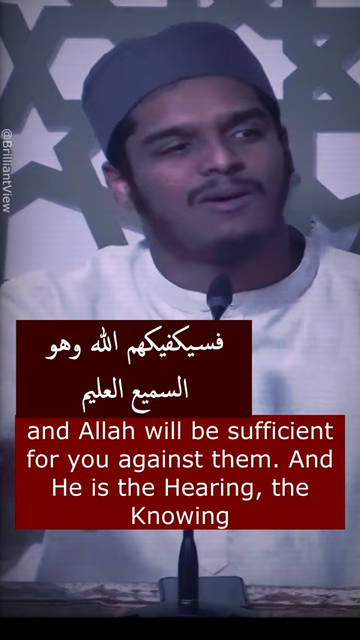 @BrilliantView
فسيكفيكهم الله وهو
السميع العليم
and Allah will be sufficient
for you against them. And
He is the Hearing, the
Knowing